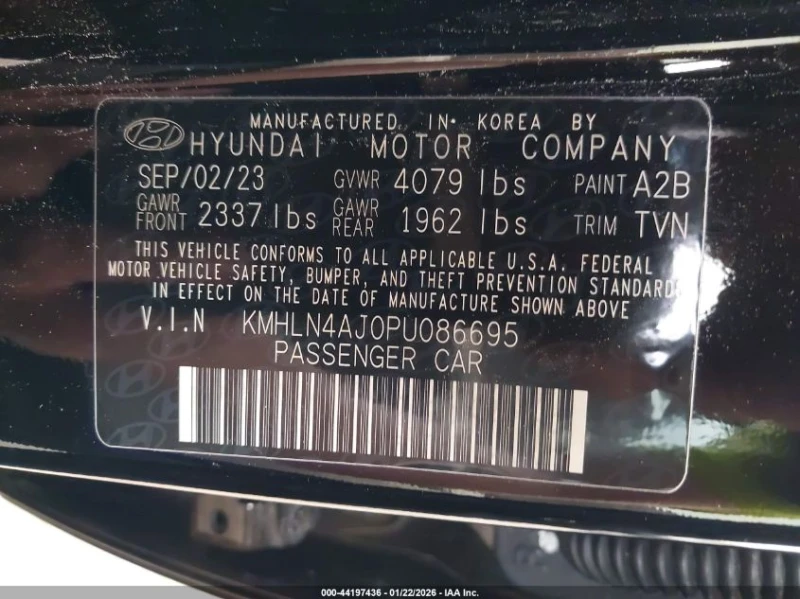 MANUFACTURED IN KOREA BY
HYUNDAI MOTOR COMPANY
SEP/02/23 GVWR 4079 lbs PAINT A2B
GAWR FRONT 2337 lbs GAWR REAR 1962 lbs TRIM TVN
THIS VEHICLE CONFORMS TO ALL APPLICABLE U.S.A. FEDERAL
MOTOR VEHICLE SAFETY, BUMPER, AND THEFT PREVENTION STANDARDS
IN EFFECT ON THE DATE OF MANUFACTURE SHOWN ABOVE
V.I.N KMHLN4AJ0PU086695
PASSENGER CAR
000-44197436 - 01/22/2026 - IAA Inc.